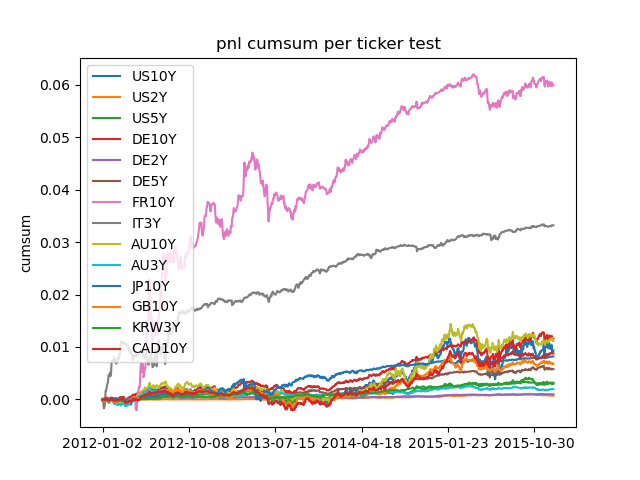 pnl cumsum per ticker test
0.06
0.05
0.04
0.03
0.02
0.01
0.00
cumsum
US10Y
US2Y
US5Y
DE10Y
DE2Y
DE5Y
FR10Y
IT3Y
AU10Y
AU3Y
JP10Y
GB10Y
KRW3Y
CAD10Y
2012-01-02 2012-10-08 2013-07-15 2014-04-18 2015-01-23 2015-10-30